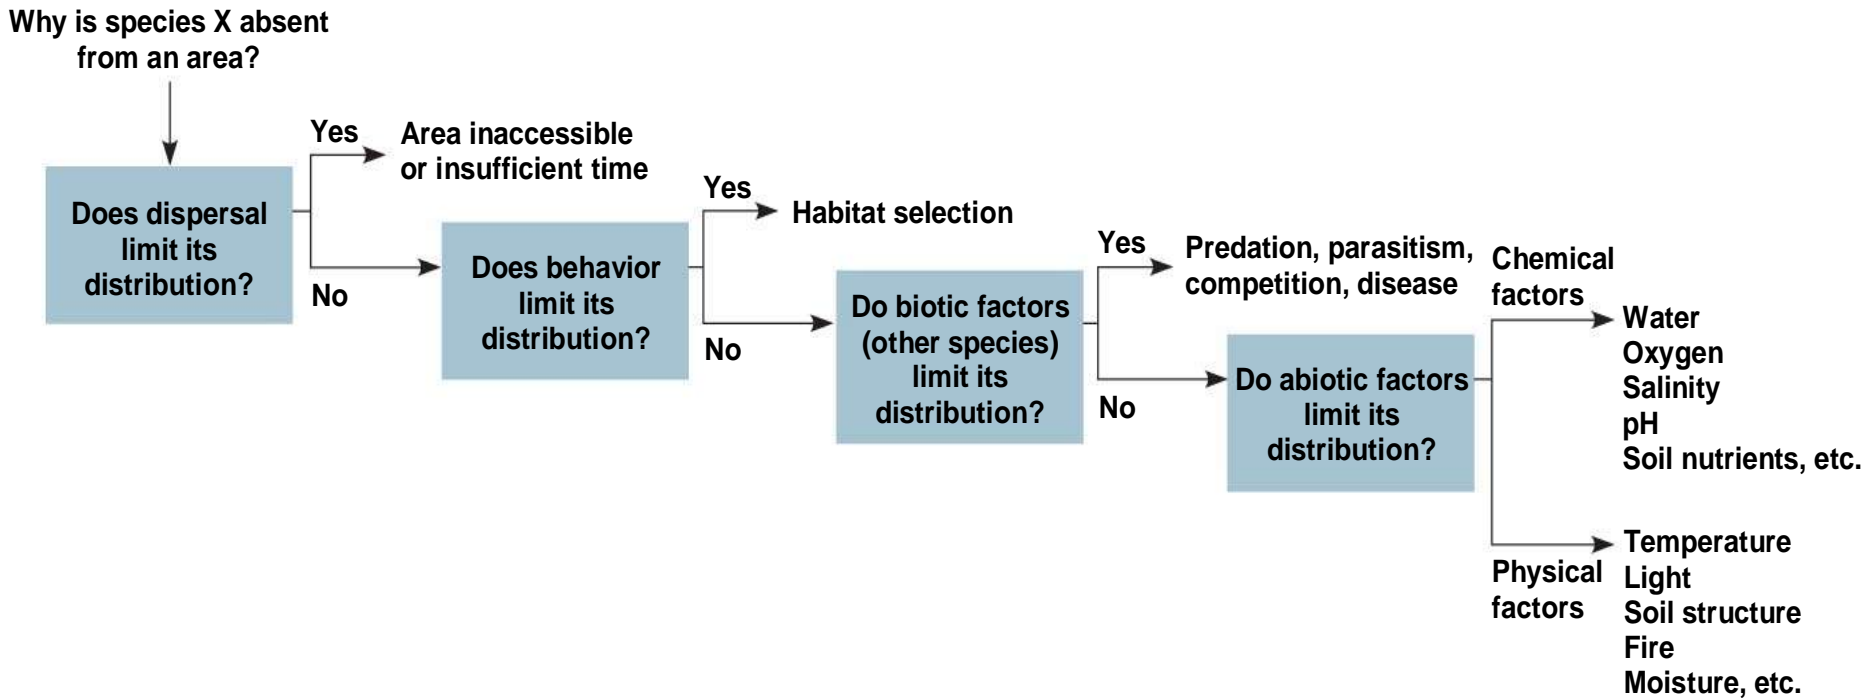 Why is species X absent
from an area?
Does dispersal
limit its
distribution?
Yes
Area inaccessible
or insufficient time
No
Does behavior
limit its
distribution?
Yes
Habitat selection
No
Do biotic factors
(other species)
limit its
distribution?
Yes
Predation, parasitism,
competition, disease
No
Do abiotic factors
limit its
distribution?
Chemical
factors
Water
Oxygen
Salinity
pH
Soil nutrients, etc.
Physical
factors
Temperature
Light
Soil structure
Fire
Moisture, etc.